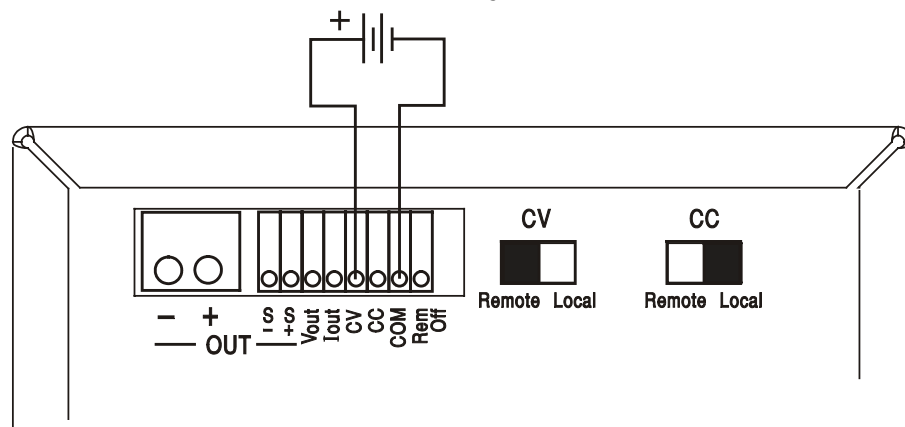 +
CV CC
Remote Local Remote Local
- +
OUT
S -
S +
Vout
Iout
CV
CC
COM
Rem Off